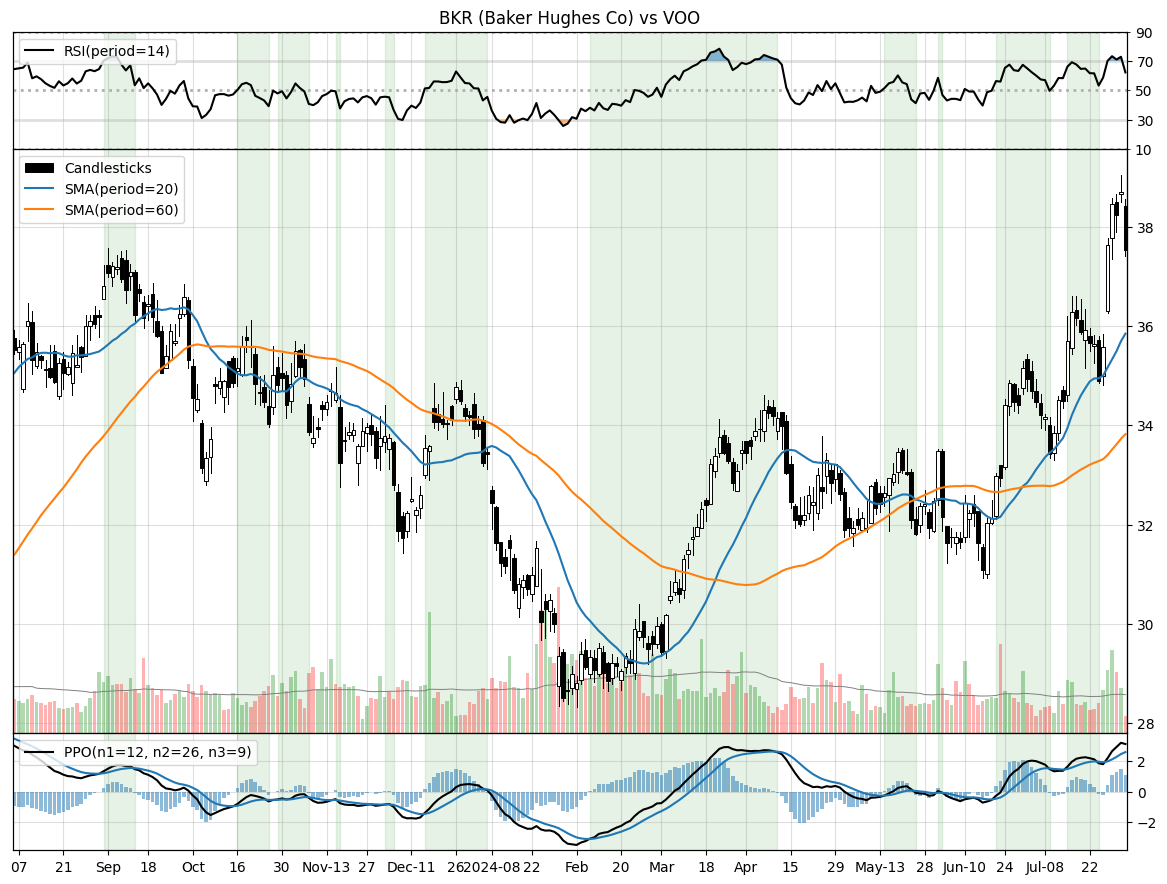 BKR (Baker Hughes Co) vs VOO
RSI(period=14)
90
70
50
30
10
Candlesticks
SMA(period=20)
SMA(period=60)
38
36
34
32
30
28
PPO(n1=12, n2=26, n3=9)
2
0
−2
07 21 Sep 18 Oct 16 30 Nov-13 27 Dec-11 26 2024-08 22 Feb 20 Mar 18 Apr 15 29 May-13 28 Jun-10 24 Jul-08 22